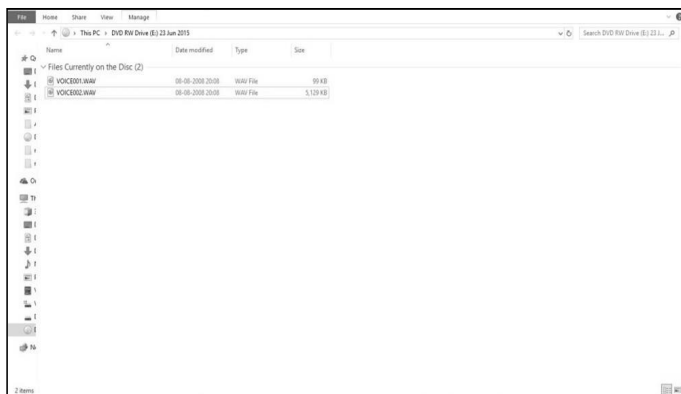 File Home Share View Manage
This PC › DVD RW Drive (E:) 23 Jun 2015 Search DVD RW Drive (E:) 23 J...
Name Date modified Type Size
Files Currently on the Disc (2)
VOICE001.WAV 08-08-2008 20:08 WAV File 99 KB
VOICE002.WAV 08-08-2008 20:08 WAV File 5,129 KB
2 items